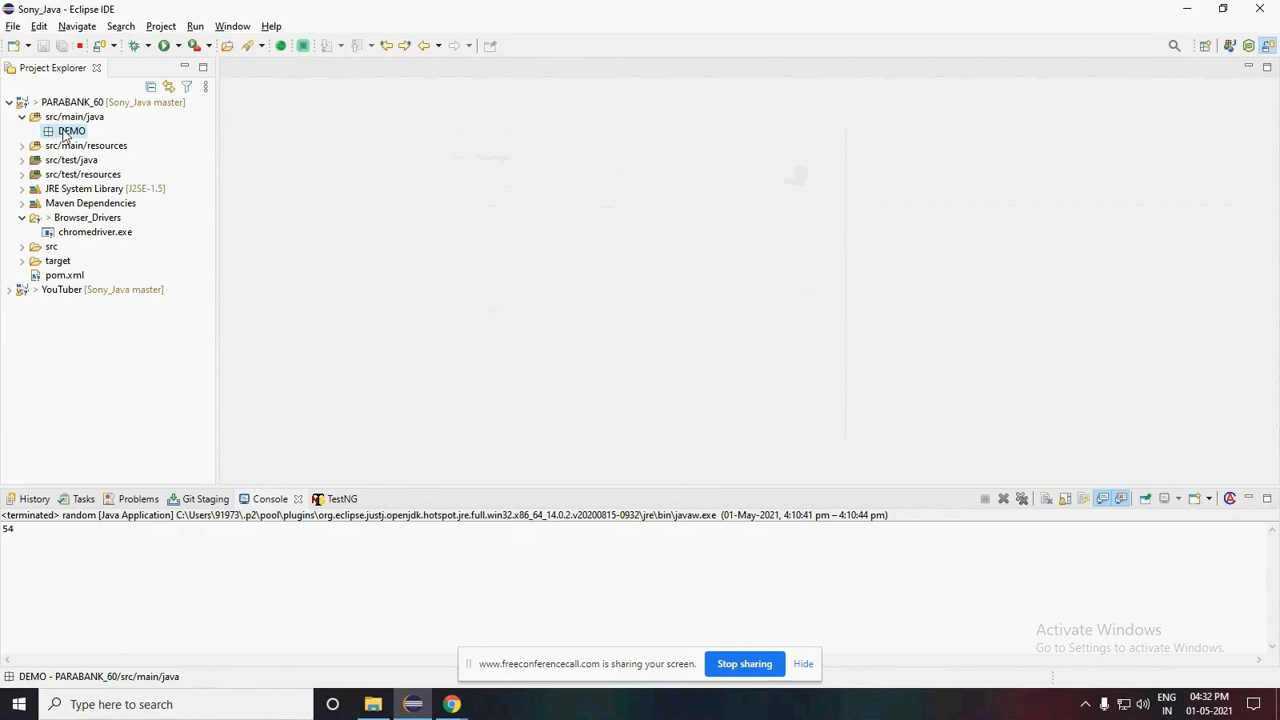 Sony_Java - Eclipse IDE
File Edit Navigate Search Project Run Window Help
Project Explorer
PARABANK_60 [Sony_Java master]
src/main/java
DEMO
src/main/resources
src/test/java
src/test/resources
JRE System Library [J2SE-1.5]
Maven Dependencies
> Browser_Drivers
chromedriver.exe
src
target
pom.xml
> YouTuber [Sony_Java master]
History Tasks Problems Git Staging Console TestNG
<terminated> random [Java Application] C:\Users\91973\.p2\pool\plugins\org.eclipse.justj.openjdk.hotspot.jre.full.win32.x86_64_14.0.2.v20200815-0932\jre\bin\javaw.exe (01-May-2021, 4:10:41 pm – 4:10:44 pm)
54
Activate Windows
Go to Settings to activate Windows.
www.freeconferencecall.com is sharing your screen. Stop sharing Hide
DEMO - PARABANK_60/src/main/java
Type here to search
ENG
IN
04:32 PM
01-05-2021